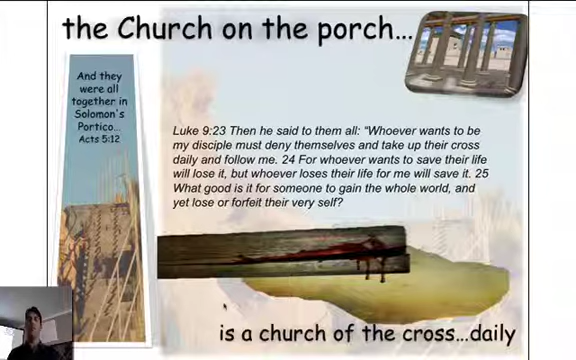 the Church on the porch...
And they
were all
together in
Solomon's
Portico...
Acts 5:12
Luke 9:23 Then he said to them all: “Whoever wants to be
my disciple must deny themselves and take up their cross
daily and follow me. 24 For whoever wants to save their life
will lose it, but whoever loses their life for me will save it. 25
What good is it for someone to gain the whole world, and
yet lose or forfeit their very self?
is a church of the cross...daily